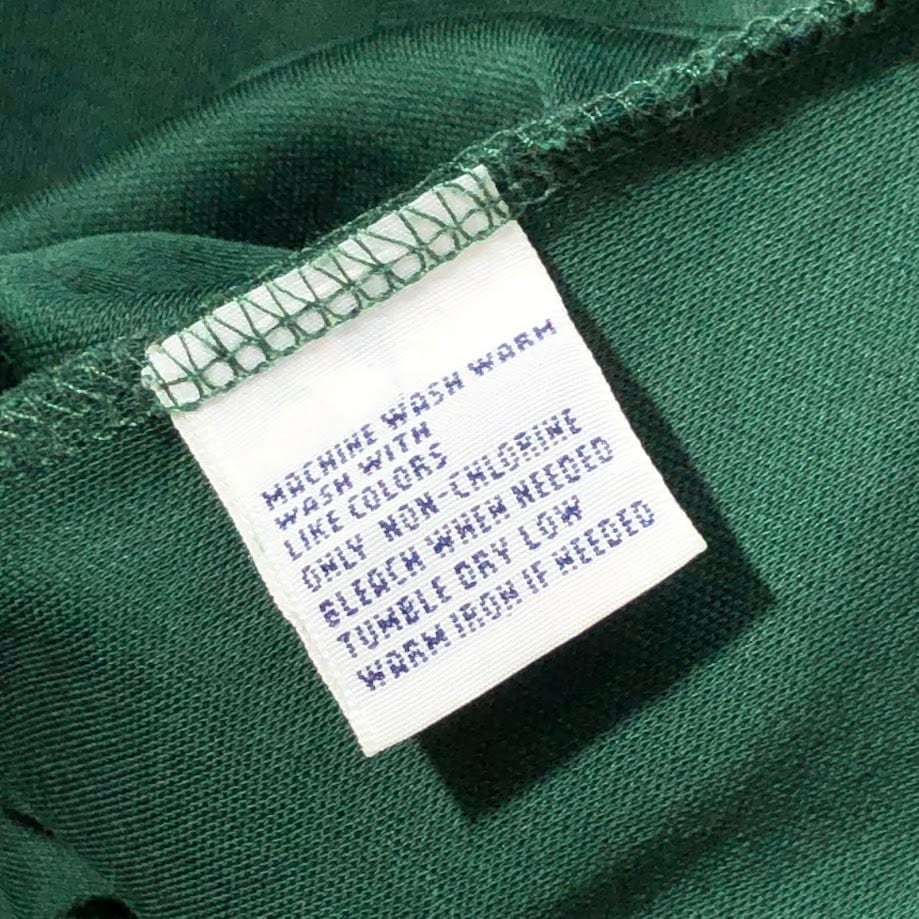 MACHINE WASH WARM
WASH WITH
LIKE COLORS
ONLY NON-CHLORINE
BLEACH WHEN NEEDED
TUMBLE DRY LOW
WARM IRON IF NEEDED